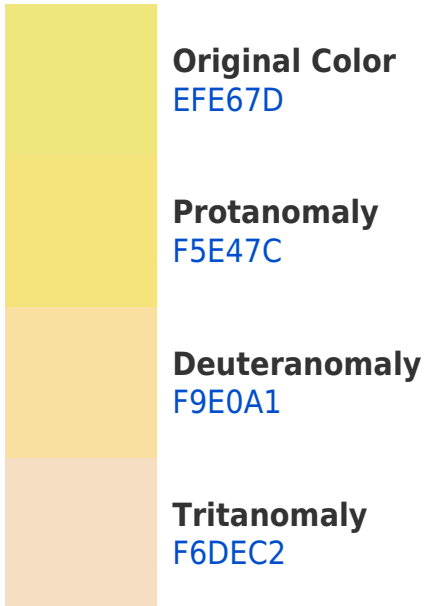 Original Color
EFE67D
Protanomaly
F5E47C
Deuteranomaly
F9E0A1
Tritanomaly
F6DEC2